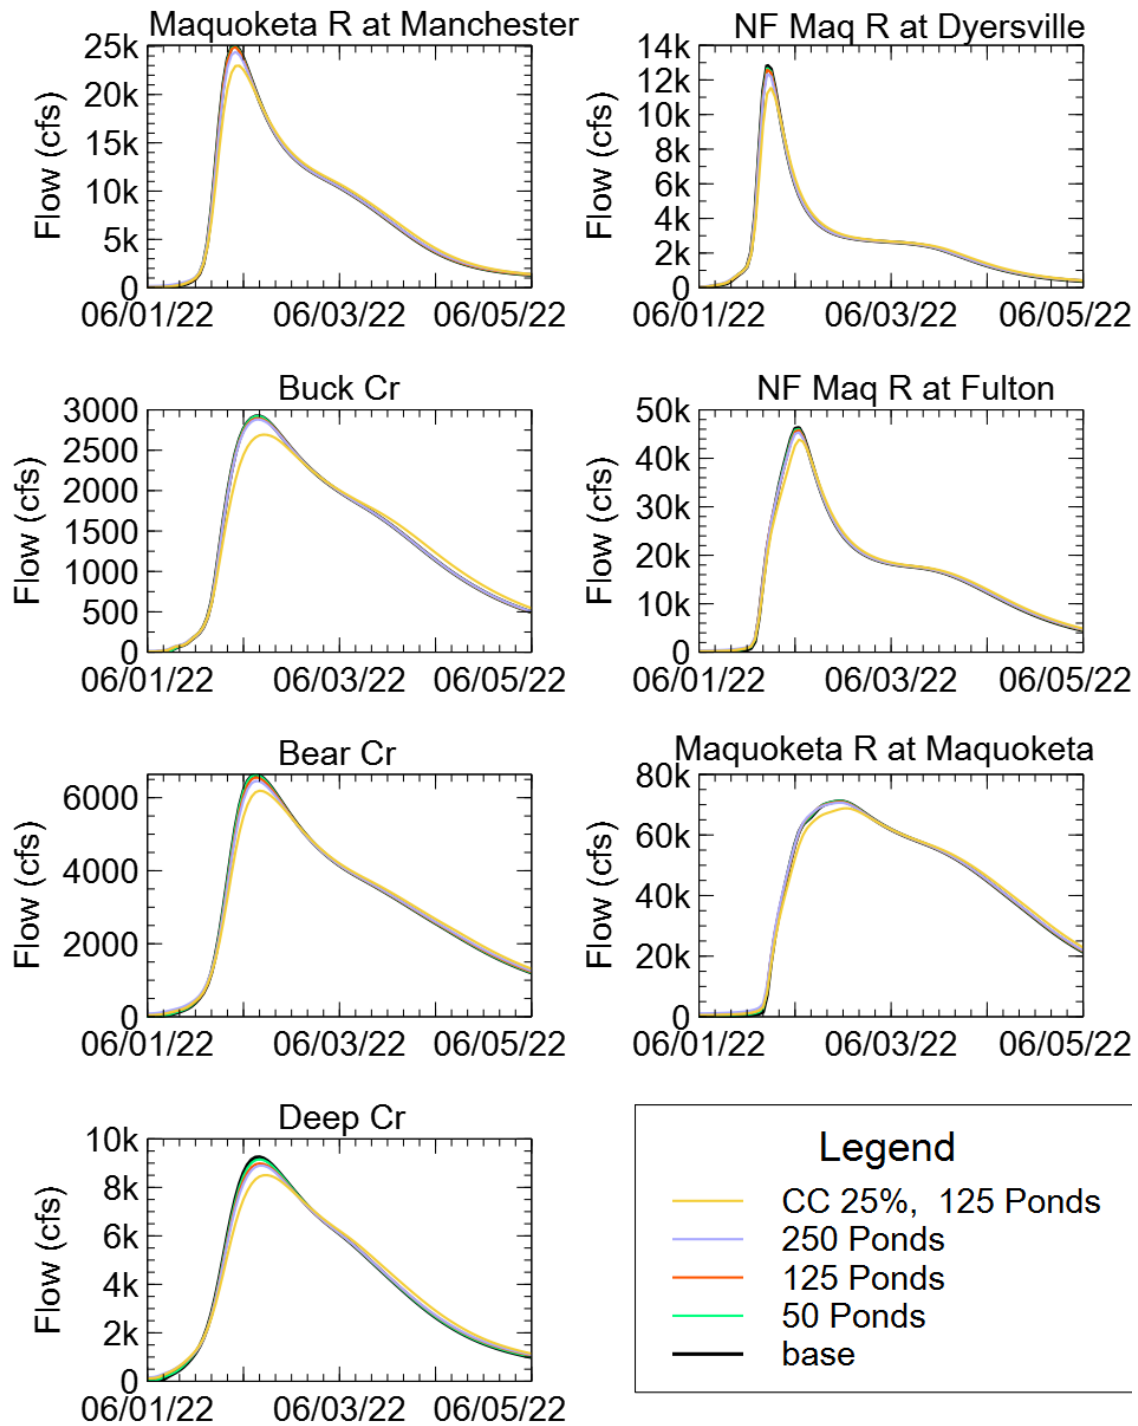 Maquoketa R at Manchester
25k
20k
15k
10k
5k
0
Flow (cfs)
06/01/22 06/03/22 06/05/22
NF Maq R at Dyersville
14k
12k
10k
8k
6k
4k
2k
0
Flow (cfs)
06/01/22 06/03/22 06/05/22
Buck Cr
3000
2500
2000
1500
1000
500
0
Flow (cfs)
06/01/22 06/03/22 06/05/22
NF Maq R at Fulton
50k
40k
30k
20k
10k
0
Flow (cfs)
06/01/22 06/03/22 06/05/22
Bear Cr
6000
4000
2000
0
Flow (cfs)
06/01/22 06/03/22 06/05/22
Maquoketa R at Maquoketa
80k
60k
40k
20k
0
Flow (cfs)
06/01/22 06/03/22 06/05/22
Deep Cr
10k
8k
6k
4k
2k
0
Flow (cfs)
06/01/22 06/03/22 06/05/22
Legend
CC 25%, 125 Ponds
250 Ponds
125 Ponds
50 Ponds
base